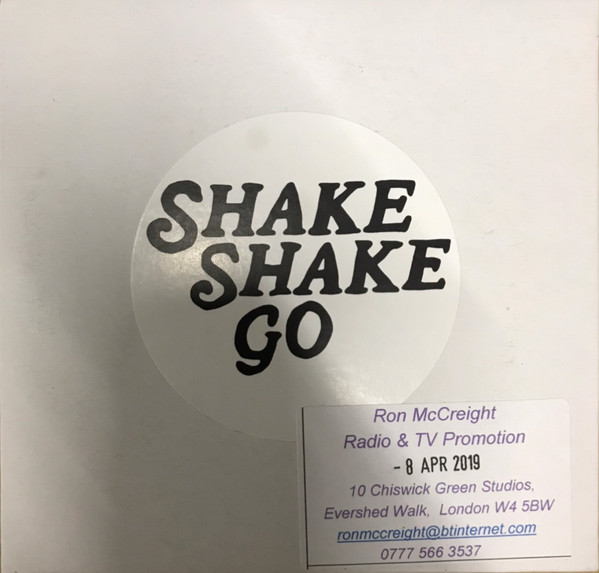 SHAKE
SHAKE
GO
Ron McCreight
Radio & TV Promotion
- 8 APR 2019
10 Chiswick Green Studios,
Evershed Walk, London W4 5BW
ronmccreight@btinternet.com
0777 566 3537